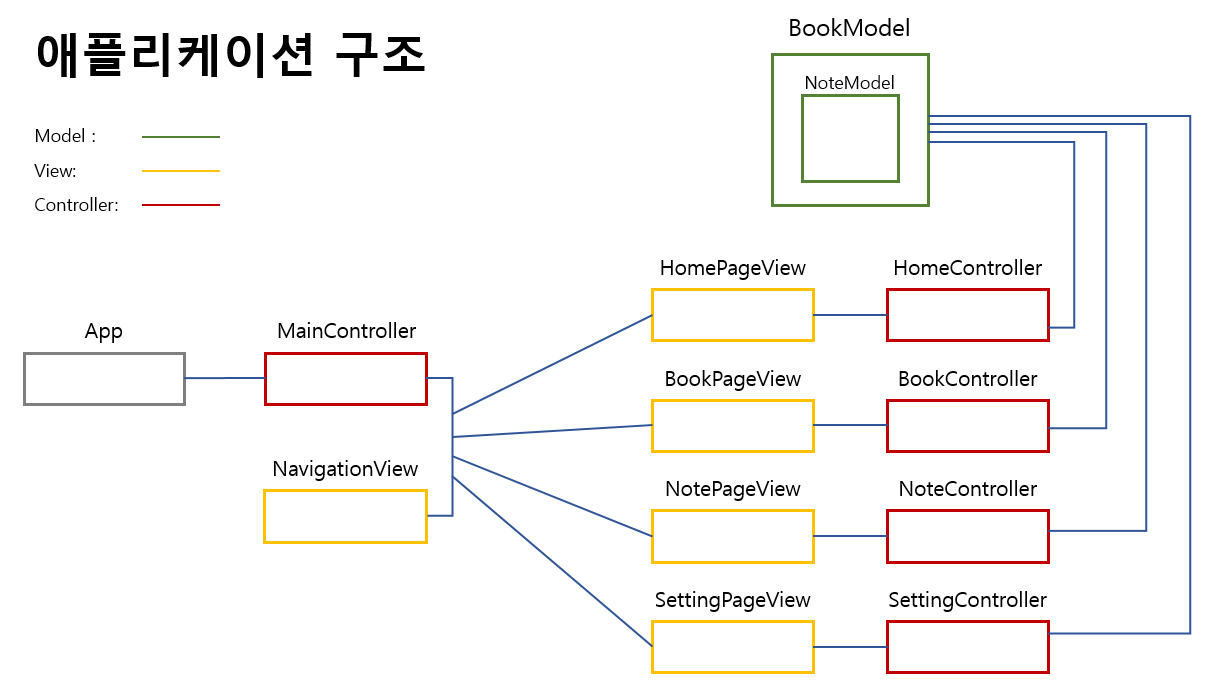 애플리케이션 구조
Model :
View:
Controller:
BookModel
NoteModel
HomePageView
HomeController
App
MainController
BookPageView
BookController
NavigationView
NotePageView
NoteController
SettingPageView
SettingController